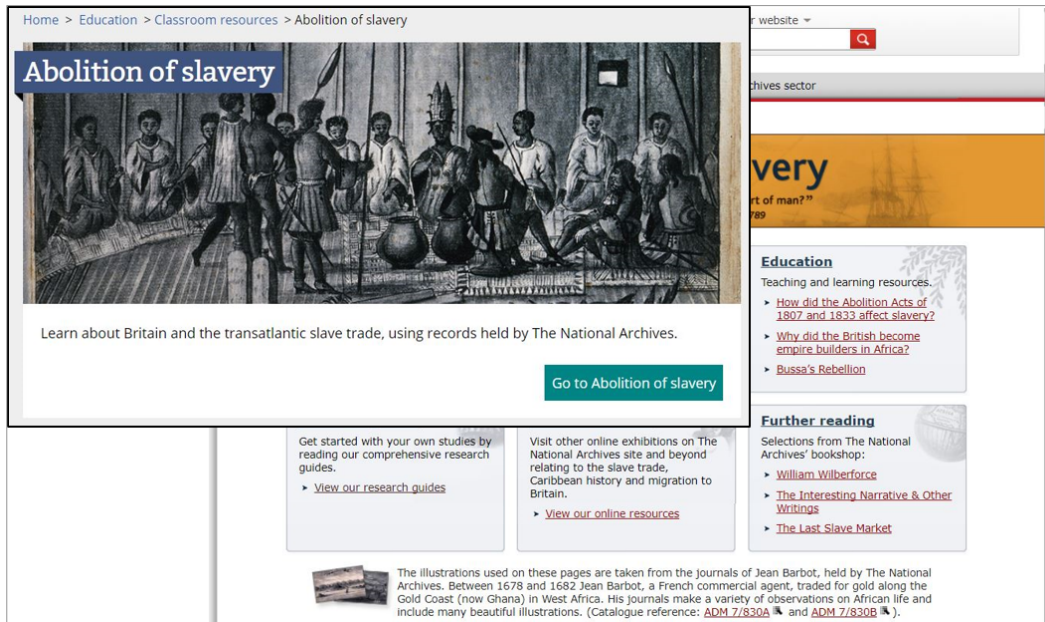 Home > Education > Classroom resources > Abolition of slavery
Abolition of slavery
Learn about Britain and the transatlantic slave trade, using records held by The National Archives.
Go to Abolition of slavery
website
hives sector
very
rt of man?"
789
Education
Teaching and learning resources.
How did the Abolition Acts of
1807 and 1833 affect slavery?
Why did the British become
empire builders in Africa?
Bussa's Rebellion
Get started with your own studies by
reading our comprehensive research
guides.
View our research guides
Visit other online exhibitions on The
National Archives site and beyond
relating to the slave trade,
Caribbean history and migration to
Britain.
View our online resources
Further reading
Selections from The National
Archives' bookshop:
William Wilberforce
The Interesting Narrative & Other
Writings
The Last Slave Market
The illustrations used on these pages are taken from the journals of Jean Barbot, held by The National
Archives. Between 1678 and 1682 Jean Barbot, a French commercial agent, traded for gold along the
Gold Coast (now Ghana) in West Africa. His journals make a variety of observations on African life and
include many beautiful illustrations. (Catalogue reference: ADM 7/830A and ADM 7/830B ).